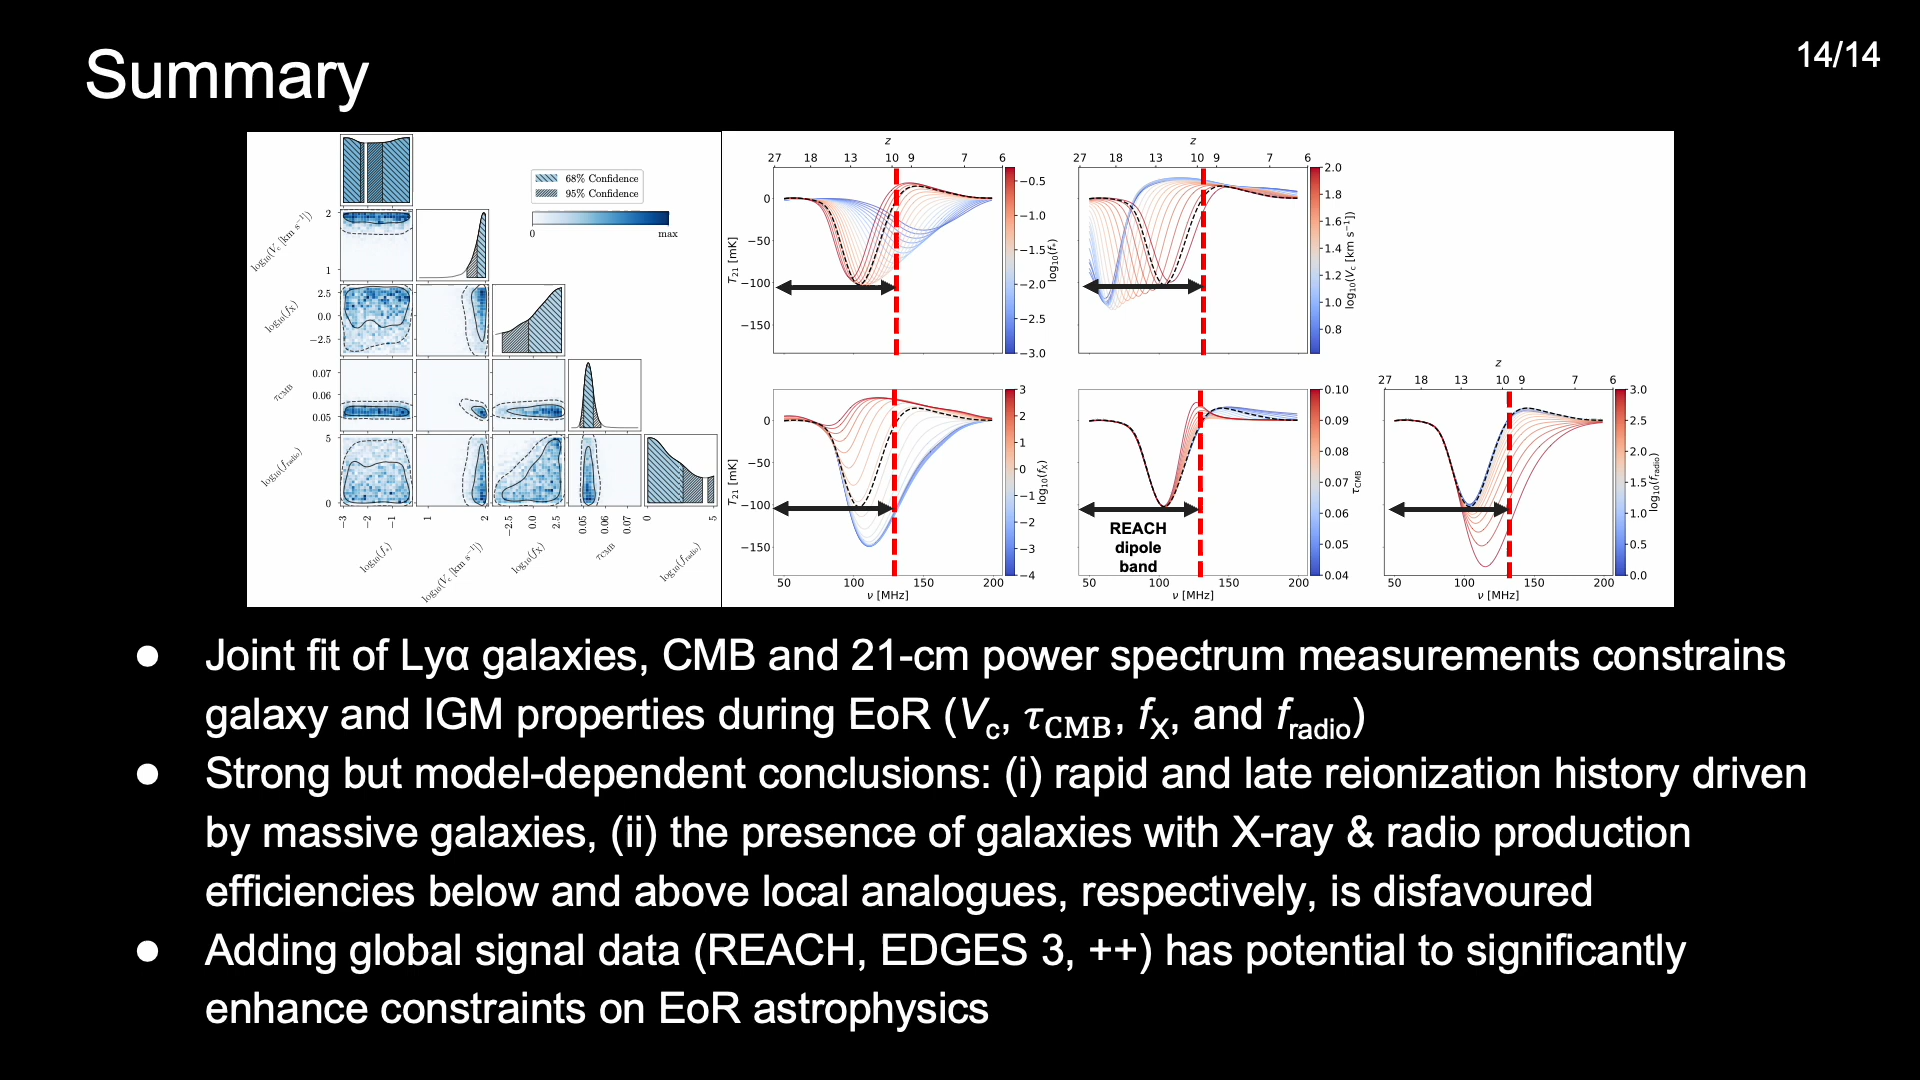 Summary
14/14
68% Confidence
95% Confidence
0
max
2
1
log10(Vc [km s−1])
2.5
0.0
−2.5
log10(fX)
0.07
0.06
0.05
τCMB
5
0
log10(fradio)
−3
−2
−1
1
2
−2.5
0.0
2.5
0.05
0.06
0.07
0
5
log10(f*)
log10(Vc [km s−1])
log10(fX)
τCMB
log10(fradio)
z
27 18 13 10 9 7 6
0
−50
−100
−150
T21 [mK]
−0.5
−1.0
−1.5
−2.0
−2.5
−3.0
log10(f*)
z
27 18 13 10 9 7 6
2.0
1.8
1.6
1.4
1.2
1.0
0.8
log10(Vc [km s−1])
0
−50
−100
−150
T21 [mK]
50 100 150 200
ν [MHz]
3
2
1
0
−1
−2
−3
−4
log10(fX)
REACH
dipole
band
50 100 150 200
ν [MHz]
0.10
0.09
0.08
0.07
0.06
0.05
0.04
τCMB
z
27 18 13 10 9 7 6
50 100 150 200
ν [MHz]
3.0
2.5
2.0
1.5
1.0
0.5
0.0
log10(fradio)
● Joint fit of Lyα galaxies, CMB and 21-cm power spectrum measurements constrains
galaxy and IGM properties during EoR (Vc, τCMB, fX, and fradio)
● Strong but model-dependent conclusions: (i) rapid and late reionization history driven
by massive galaxies, (ii) the presence of galaxies with X-ray & radio production
efficiencies below and above local analogues, respectively, is disfavoured
● Adding global signal data (REACH, EDGES 3, ++) has potential to significantly
enhance constraints on EoR astrophysics